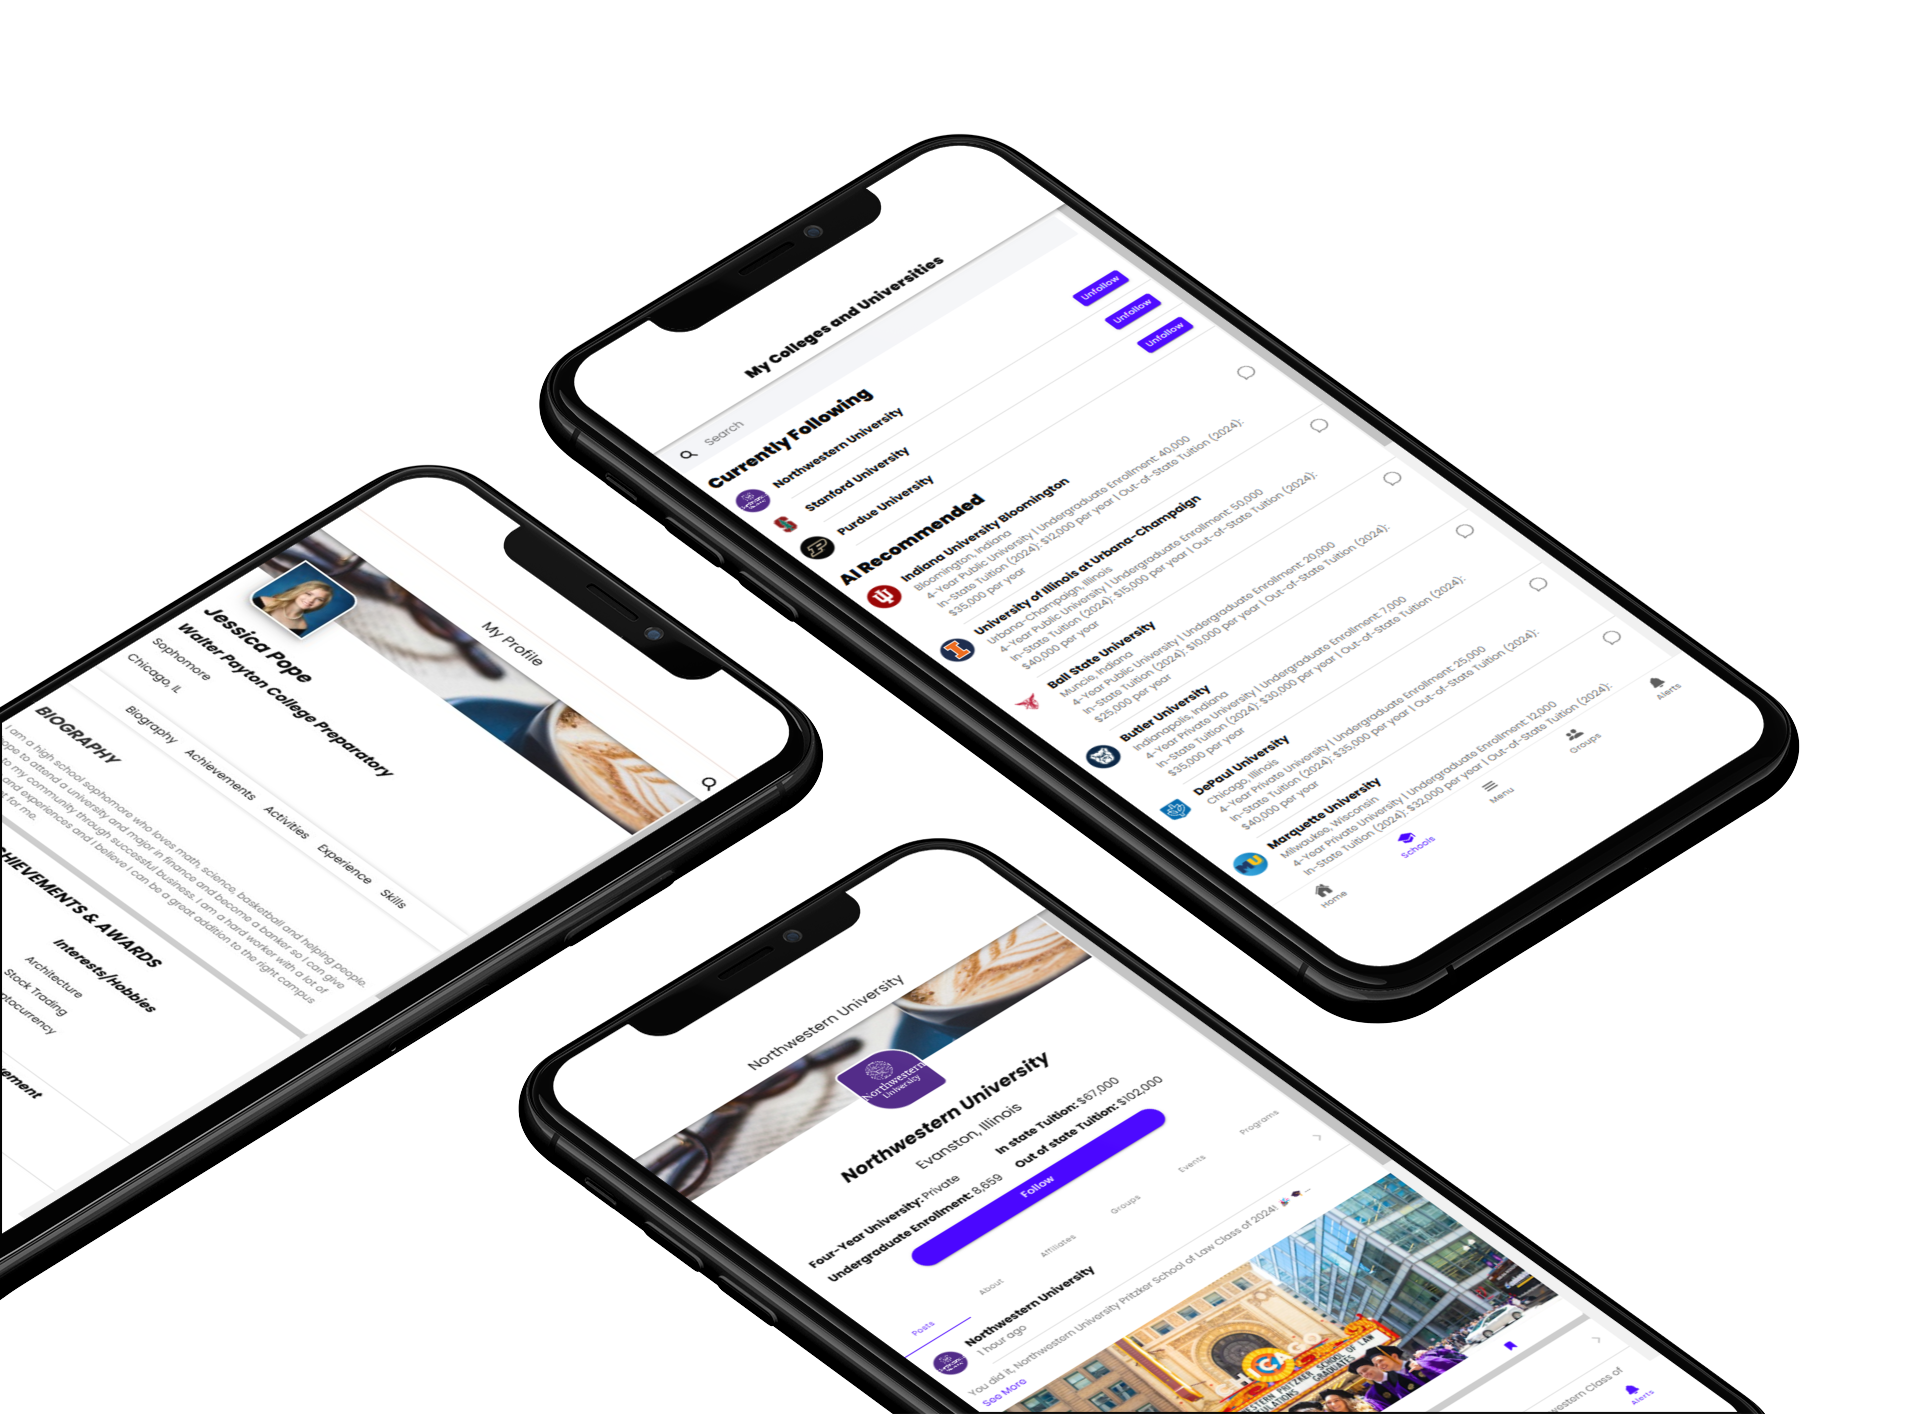 My Colleges and Universities
Search
Currently Following
Northwestern University
Unfollow
Stanford University
Unfollow
Purdue University
Unfollow
AI Recommended
Indiana University Bloomington
Bloomington, Indiana
4-Year Public University | Undergraduate Enrollment: 40,000
In-State Tuition (2024): $12,000 per year | Out-of-State Tuition (2024):
$35,000 per year
University of Illinois at Urbana-Champaign
Urbana-Champaign, Illinois
4-Year Public University | Undergraduate Enrollment: 50,000
In-State Tuition (2024): $15,000 per year | Out-of-State Tuition (2024):
$40,000 per year
Ball State University
Muncie, Indiana
4-Year Public University | Undergraduate Enrollment: 20,000
In-State Tuition (2024): $10,000 per year | Out-of-State Tuition (2024):
$25,000 per year
Butler University
Indianapolis, Indiana
4-Year Private University | Undergraduate Enrollment: 7,000
In-State Tuition (2024): $30,000 per year | Out-of-State Tuition (2024):
$35,000 per year
DePaul University
Chicago, Illinois
4-Year Private University | Undergraduate Enrollment: 25,000
In-State Tuition (2024): $35,000 per year | Out-of-State Tuition (2024):
$40,000 per year
MU
Marquette University
Milwaukee, Wisconsin
4-Year Private University | Undergraduate Enrollment: 12,000
In-State Tuition (2024): $32,000 per year | Out-of-State Tuition (2024):
Home
Schools
Menu
Groups
Alerts
My Profile
Jessica Pope
Walter Payton College Preparatory
Sophomore
Chicago, IL
Biography Achievements Activities Experience Skills
BIOGRAPHY
I am a high school sophomore who loves math, science, basketball and helping people.
to attend a university and major in finance and become a banker so I can give
to my community through successful business. I am a hard worker with a lot of
and experiences and I believe I can be a great addition to the right campus
for me.
HIEVEMENTS & AWARDS
Interests/Hobbies
Architecture
Stock Trading
ptocurrency
ement
Northwestern University
Northwestern
University
Northwestern University
Evanston, Illinois
Four-Year University: Private
In state Tuition: $67,000
Undergraduate Enrollment: 8,659
Out of state Tuition: $102,000
Follow
Posts
About
Affiliates
Groups
Events
Programs
Northwestern University
1 hour ago
You did it, Northwestern University Pritzker School of Law Class of 2024! 🎉 🎓...
See More
ICAGO
STERN PRITZKER SCHOOL OF LAW
ULATIONS GRADUATES
western Class of
Alerts